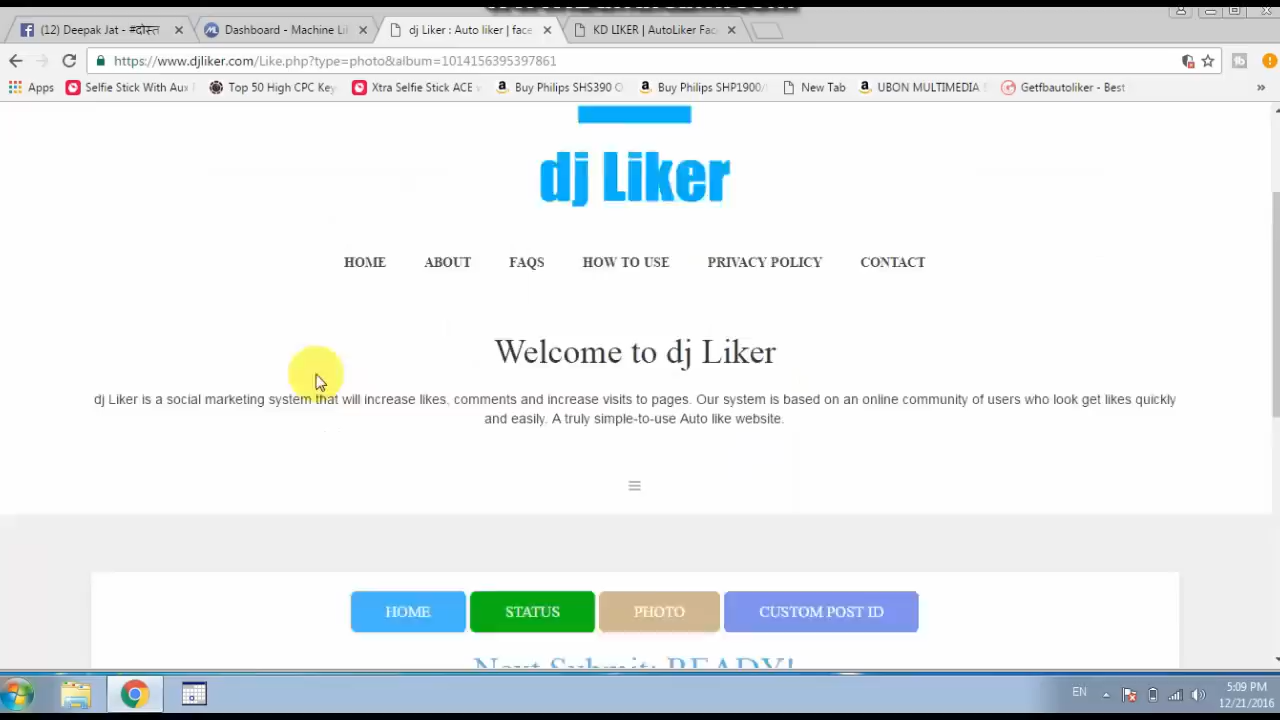 (12) Deepak Jat - #दोस्त
Dashboard - Machine Li
dj Liker : Auto liker | face
KD LIKER | AutoLiker Fac
https://www.djliker.com/Like.php?type=photo&album=1014156395397861
Apps
Selfie Stick With Aux
Top 50 High CPC Key
Xtra Selfie Stick ACE
Buy Philips SHS390
Buy Philips SHP1900/
New Tab
UBON MULTIMEDIA
Getfbautoliker - Best
»
dj Liker
HOME ABOUT FAQS HOW TO USE PRIVACY POLICY CONTACT
Welcome to dj Liker
dj Liker is a social marketing system that will increase likes, comments and increase visits to pages. Our system is based on an online community of users who look get likes quickly
and easily. A truly simple-to-use Auto like website.
HOME STATUS PHOTO CUSTOM POST ID
Next Submit: READY!
EN
5:09 PM
12/21/2016